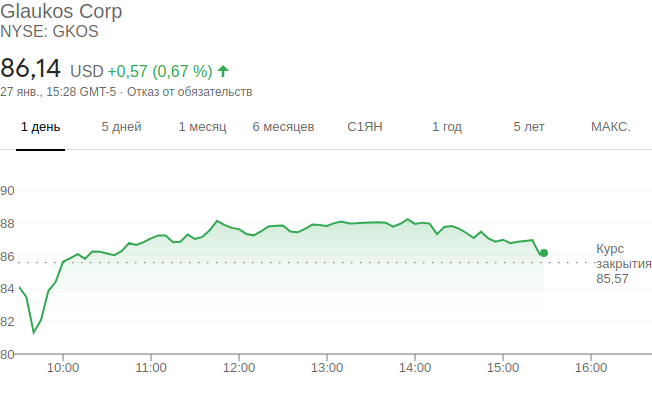 Glaukos Corp
NYSE: GKOS
86,14 USD +0,57 (0,67 %)
27 янв., 15:28 GMT-5 · Отказ от обязательств
1 день 5 дней 1 месяц 6 месяцев С1ЯН 1 год 5 лет МАКС.
90
88
86
84
82
80
Курс
закрытия
85,57
10:00 11:00 12:00 13:00 14:00 15:00 16:00